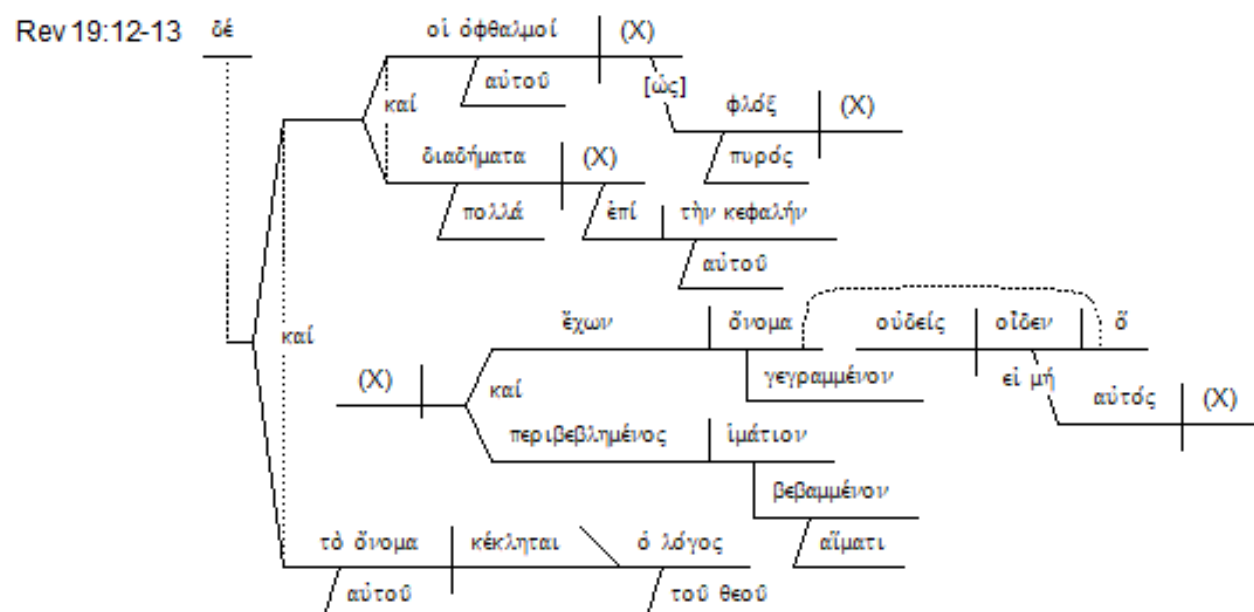 Rev 19:12-13 δέ
οἱ ὀφθαλμοί (X)
καί αὐτοῦ [ὡς]
φλόξ (X)
διαδήματα (X) πυρός
πολλά ἐπί τὴν κεφαλήν
αὐτοῦ
καί ἔχων ὄνομα οὐδείς οἶδεν ὅ
(X) καί γεγραμμένον εἰ μή αὐτός (X)
περιβεβλημένος ἱμάτιον
βεβαμμένον
τὸ ὄνομα κέκληται ὁ λόγος αἵματι
αὐτοῦ τοῦ θεοῦ